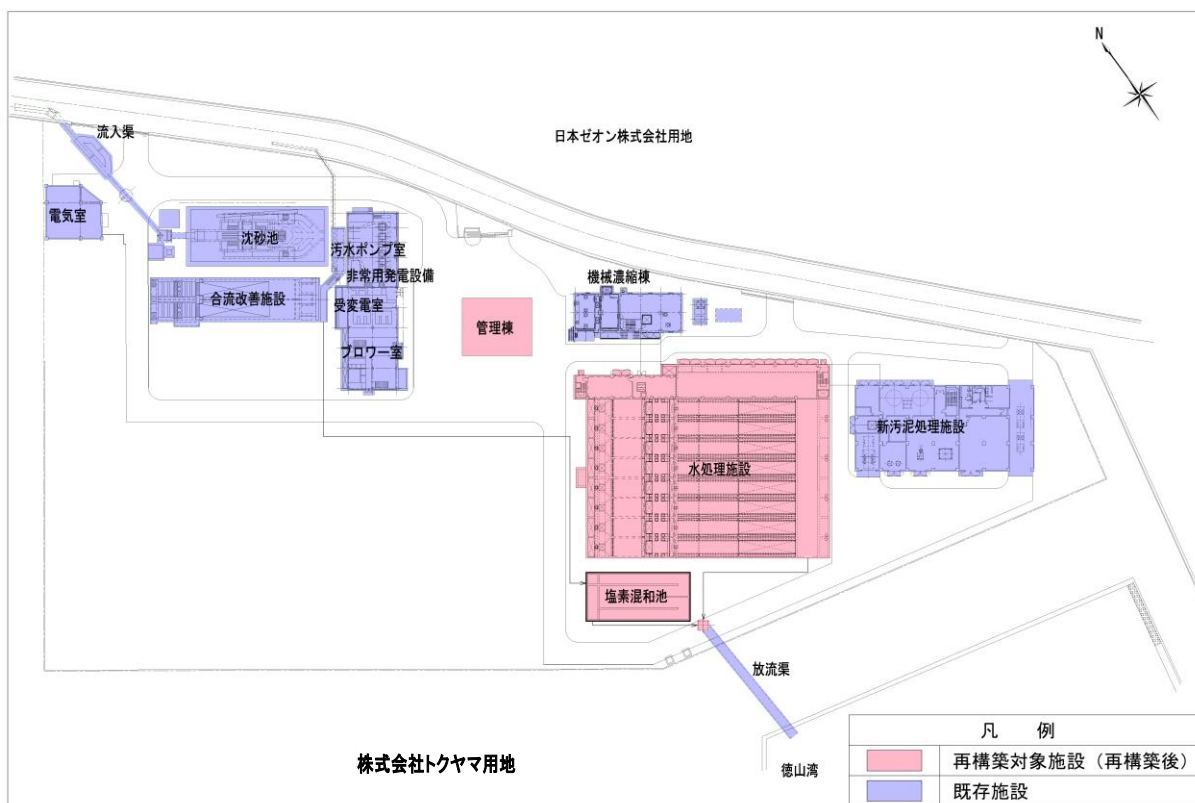 N
日本ゼオン株式会社用地
流入渠
電気室
沈砂池
汚水ポンプ室
非常用発電設備
合流改善施設
受変電室
ブロワー室
管理棟
機械濃縮棟
新汚泥処理施設
水処理施設
塩素混和池
放流渠
株式会社トクヤマ用地
徳山湾
凡 例
再構築対象施設（再構築後）
既存施設